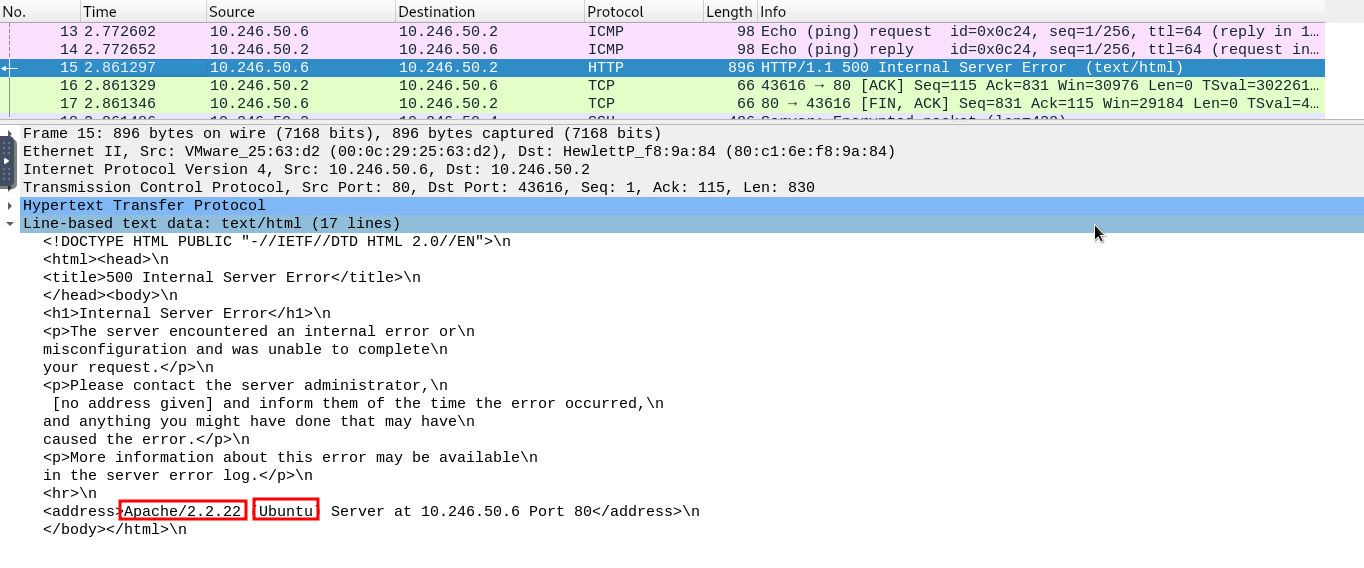 No. Time Source Destination Protocol Length Info
13 2.772602 10.246.50.6 10.246.50.2 ICMP 98 Echo (ping) request id=0x0c24, seq=1/256, ttl=64 (reply in 1…
14 2.772652 10.246.50.2 10.246.50.6 ICMP 98 Echo (ping) reply id=0x0c24, seq=1/256, ttl=64 (request in…
15 2.861297 10.246.50.6 10.246.50.2 HTTP 896 HTTP/1.1 500 Internal Server Error (text/html)
16 2.861329 10.246.50.2 10.246.50.6 TCP 66 43616 → 80 [ACK] Seq=115 Ack=831 Win=30976 Len=0 TSval=302261…
17 2.861346 10.246.50.6 10.246.50.2 TCP 66 80 → 43616 [FIN, ACK] Seq=831 Ack=115 Win=29184 Len=0 TSval=4…
Frame 15: 896 bytes on wire (7168 bits), 896 bytes captured (7168 bits)
Ethernet II, Src: VMware_25:63:d2 (00:0c:29:25:63:d2), Dst: HewlettP_f8:9a:84 (80:c1:6e:f8:9a:84)
Internet Protocol Version 4, Src: 10.246.50.6, Dst: 10.246.50.2
Transmission Control Protocol, Src Port: 80, Dst Port: 43616, Seq: 1, Ack: 115, Len: 830
Hypertext Transfer Protocol
Line-based text data: text/html (17 lines)
<!DOCTYPE HTML PUBLIC "-//IETF//DTD HTML 2.0//EN">\n
<html><head>\n
<title>500 Internal Server Error</title>\n
</head><body>\n
<h1>Internal Server Error</h1>\n
<p>The server encountered an internal error or\n
misconfiguration and was unable to complete\n
your request.</p>\n
<p>Please contact the server administrator,\n
[no address given] and inform them of the time the error occurred,\n
and anything you might have done that may have\n
caused the error.</p>\n
<p>More information about this error may be available\n
in the server error log.</p>\n
<hr>\n
<address>Apache/2.2.22 (Ubuntu) Server at 10.246.50.6 Port 80</address>\n
</body></html>\n